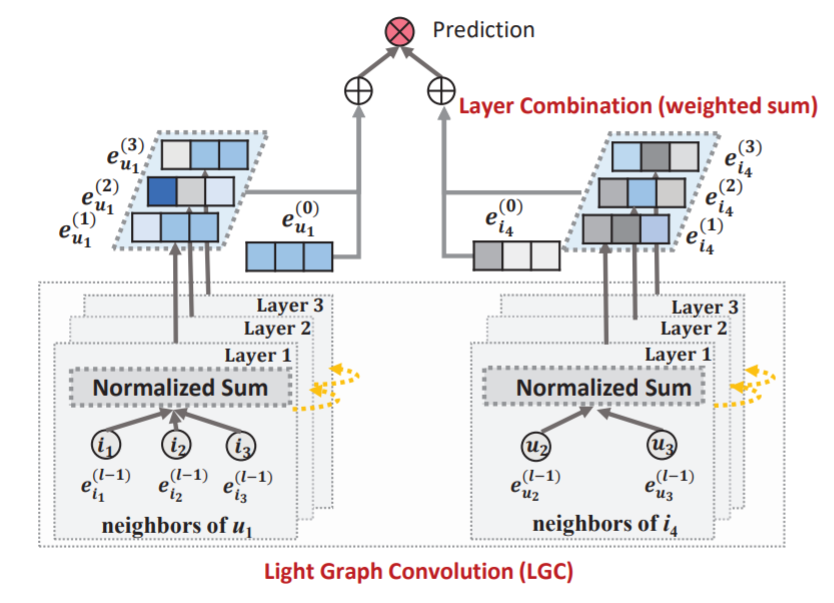 Prediction
Layer Combination (weighted sum)
e_{u_1}^{(3)}
e_{u_1}^{(2)}
e_{u_1}^{(1)}
e_{u_1}^{(0)}
e_{i_4}^{(0)}
e_{i_4}^{(3)}
e_{i_4}^{(2)}
e_{i_4}^{(1)}
Layer 3
Layer 2
Layer 1
Normalized Sum
i_1 i_2 i_3
e_{i_1}^{(l-1)} e_{i_2}^{(l-1)} e_{i_3}^{(l-1)}
neighbors of u_1
Layer 3
Layer 2
Layer 1
Normalized Sum
u_2 u_3
e_{u_2}^{(l-1)} e_{u_3}^{(l-1)}
neighbors of i_4
Light Graph Convolution (LGC)